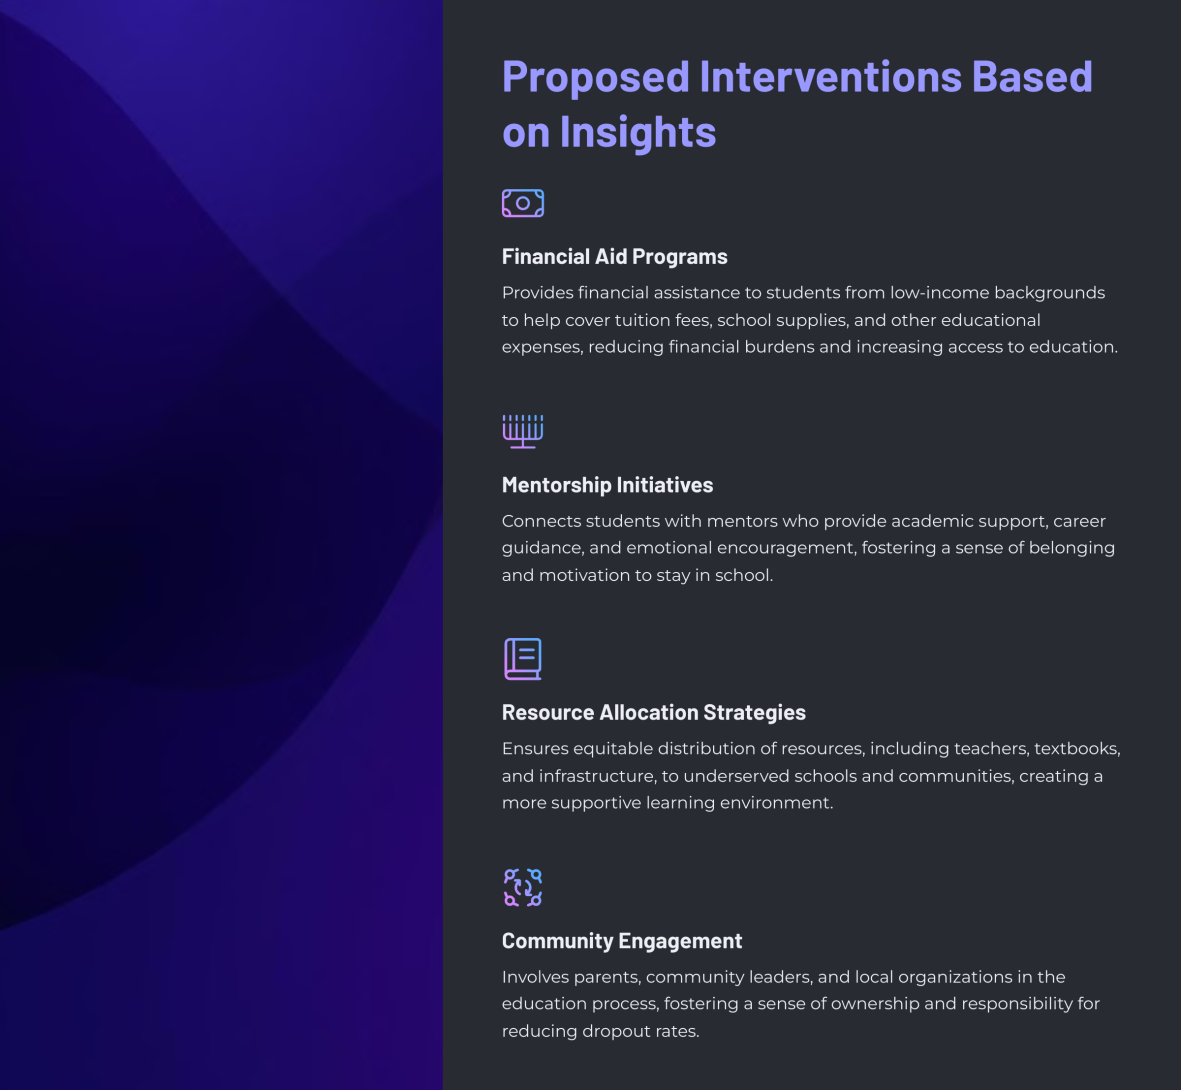 Proposed Interventions Based
on Insights
Financial Aid Programs
Provides financial assistance to students from low-income backgrounds
to help cover tuition fees, school supplies, and other educational
expenses, reducing financial burdens and increasing access to education.
Mentorship Initiatives
Connects students with mentors who provide academic support, career
guidance, and emotional encouragement, fostering a sense of belonging
and motivation to stay in school.
Resource Allocation Strategies
Ensures equitable distribution of resources, including teachers, textbooks,
and infrastructure, to underserved schools and communities, creating a
more supportive learning environment.
Community Engagement
Involves parents, community leaders, and local organizations in the
education process, fostering a sense of ownership and responsibility for
reducing dropout rates.